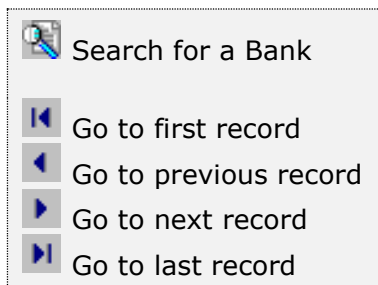 Search for a Bank
Go to first record
Go to previous record
Go to next record
Go to last record